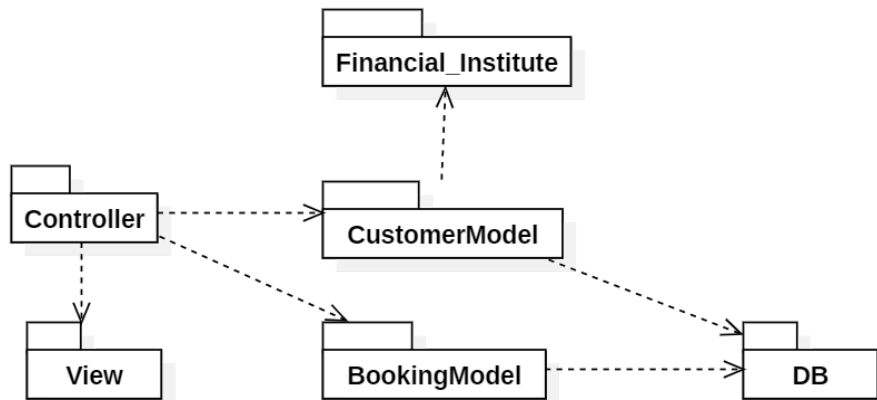 Financial_Institute
Controller
CustomerModel
View
BookingModel
DB